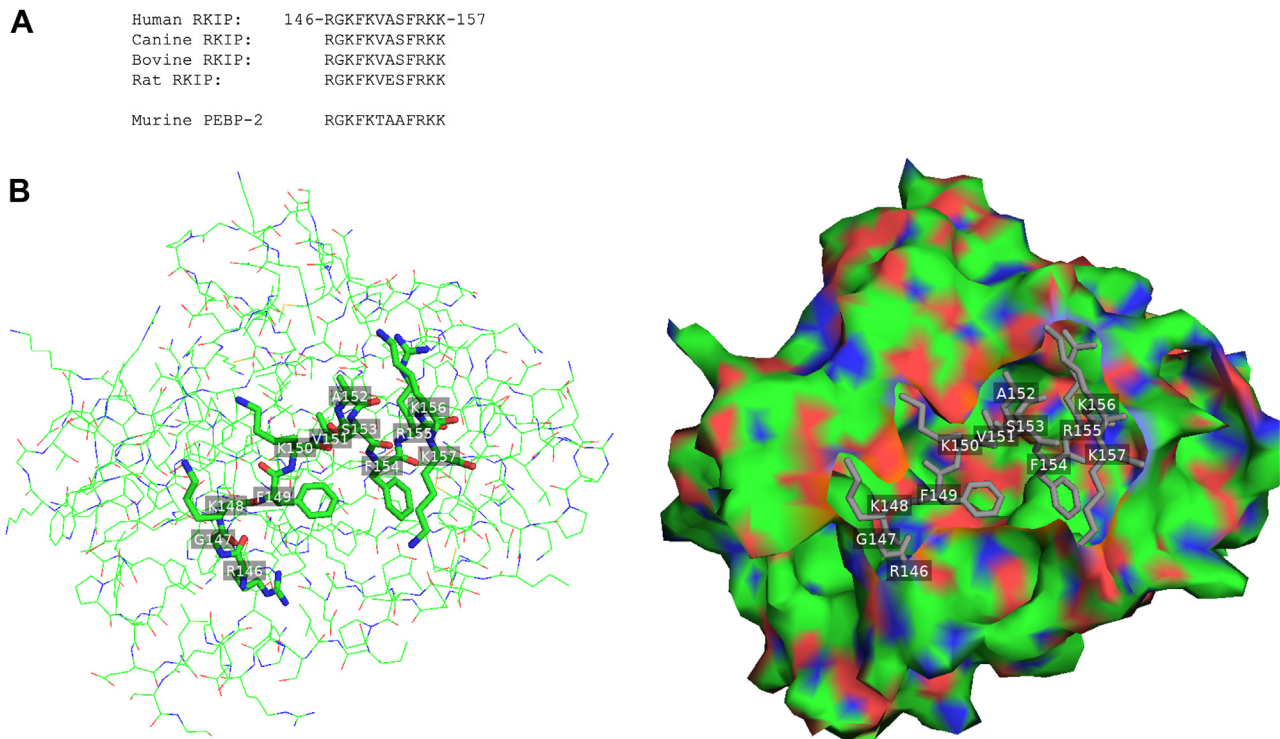 A
Human RKIP: 146-RGKFKVASFRKK-157
Canine RKIP: RGKFKVASFRKK
Bovine RKIP: RGKFKVASFRKK
Rat RKIP: RGKFKVESFRKK
Murine PEBP-2 RGKFKTAAFRKK
B
A152
K156
S153
R155
V151
K150
K157
F154
F149
K148
G147
R146
A152
K156
S153
R155
V151
K150
K157
F154
F149
K148
G147
R146